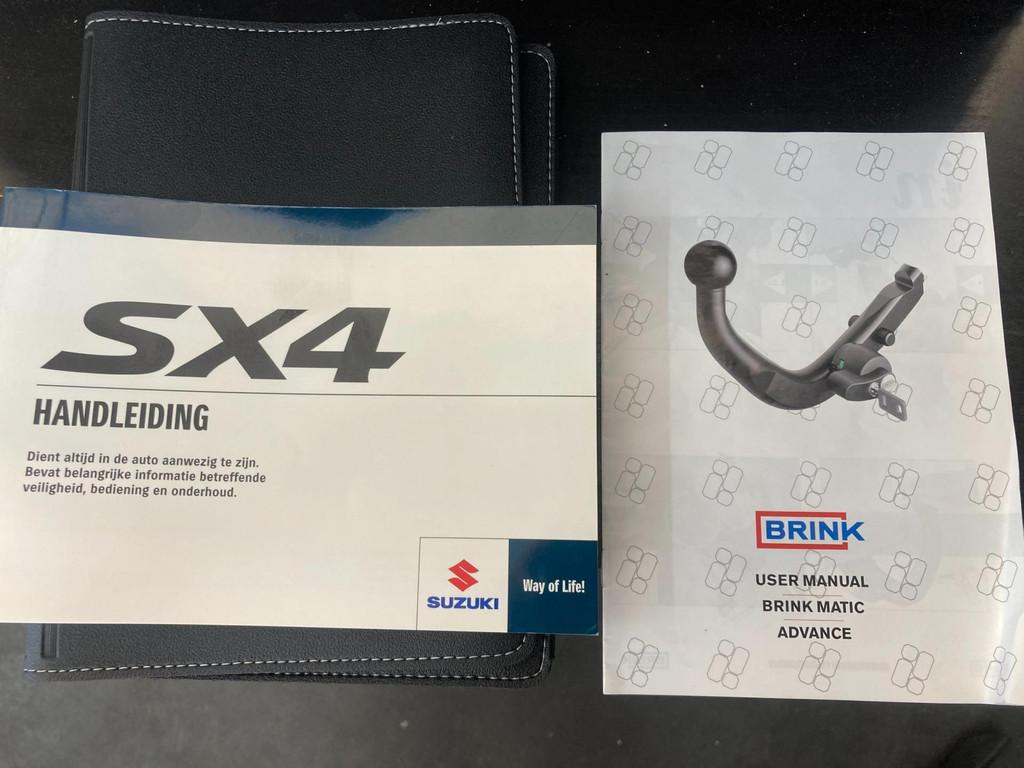 SX4
HANDLEIDING
Dient altijd in de auto aanwezig te zijn.
Bevat belangrijke informatie betreffende
veiligheid, bediening en onderhoud.
SUZUKI
Way of Life!
BRINK
USER MANUAL
BRINK MATIC
ADVANCE